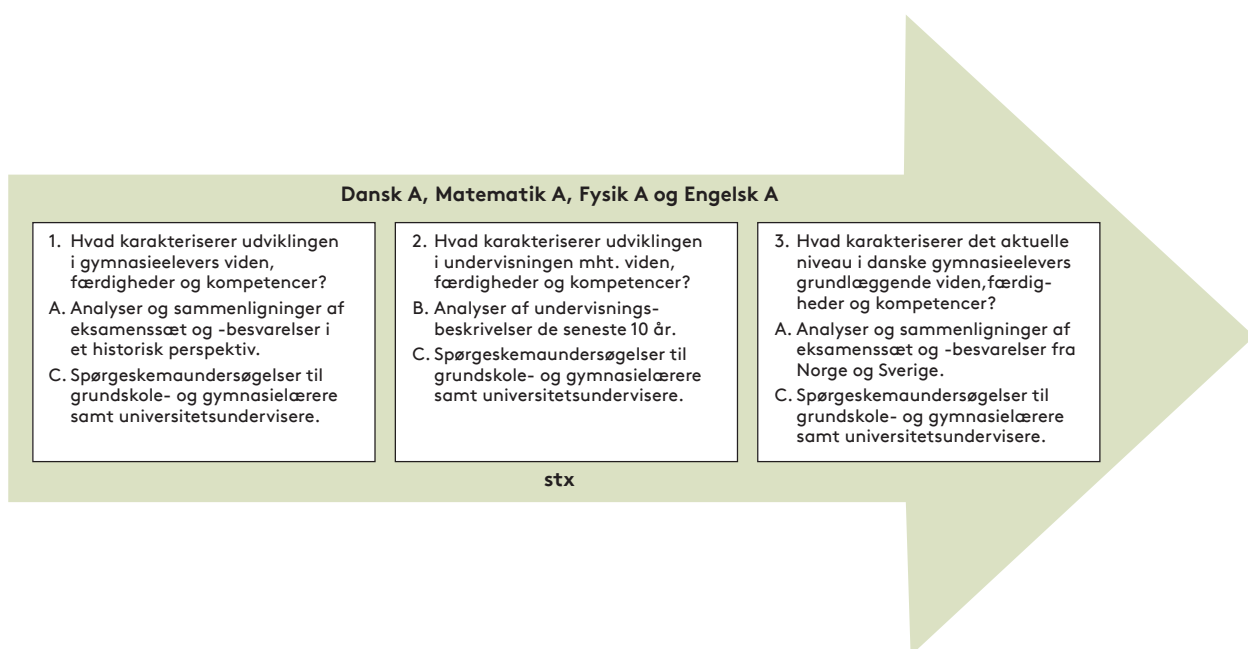 Dansk A, Matematik A, Fysik A og Engelsk A
1. Hvad karakteriserer udviklingen
i gymnasieelevers viden,
færdigheder og kompetencer?
A. Analyser og sammenligninger af
eksamenssæt og -besvarelser i
et historisk perspektiv.
C. Spørgeskemaundersøgelser til
grundskole- og gymnasielærere
samt universitetsundervisere.
2. Hvad karakteriserer udviklingen
i undervisningen mht. viden,
færdigheder og kompetencer?
B. Analyser af undervisnings-
beskrivelser de seneste 10 år.
C. Spørgeskemaundersøgelser til
grundskole- og gymnasielærere
samt universitetsundervisere.
3. Hvad karakteriserer det aktuelle
niveau i danske gymnasieelevers
grundlæggende viden,færdig-
heder og kompetencer?
A. Analyser og sammenligninger af
eksamenssæt og -besvarelser fra
Norge og Sverige.
C. Spørgeskemaundersøgelser til
grundskole- og gymnasielærere
samt universitetsundervisere.
stx